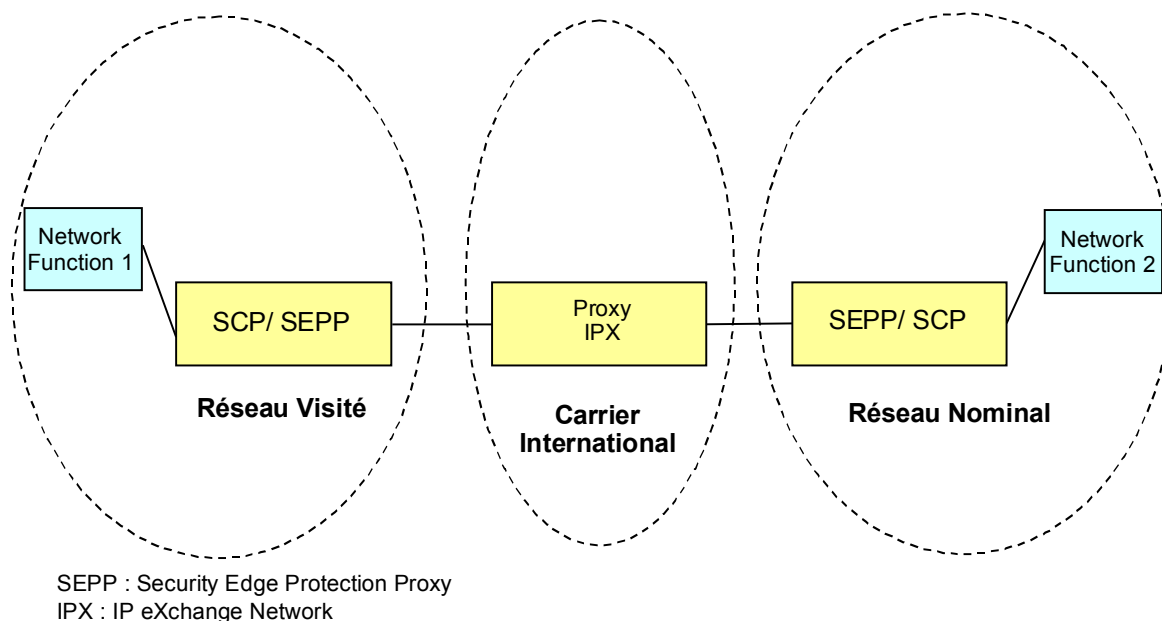 Network
Function 1
SCP/ SEPP
Réseau Visité
Proxy
IPX
Carrier
International
SEPP/ SCP
Réseau Nominal
Network
Function 2
SEPP : Security Edge Protection Proxy
IPX : IP eXchange Network